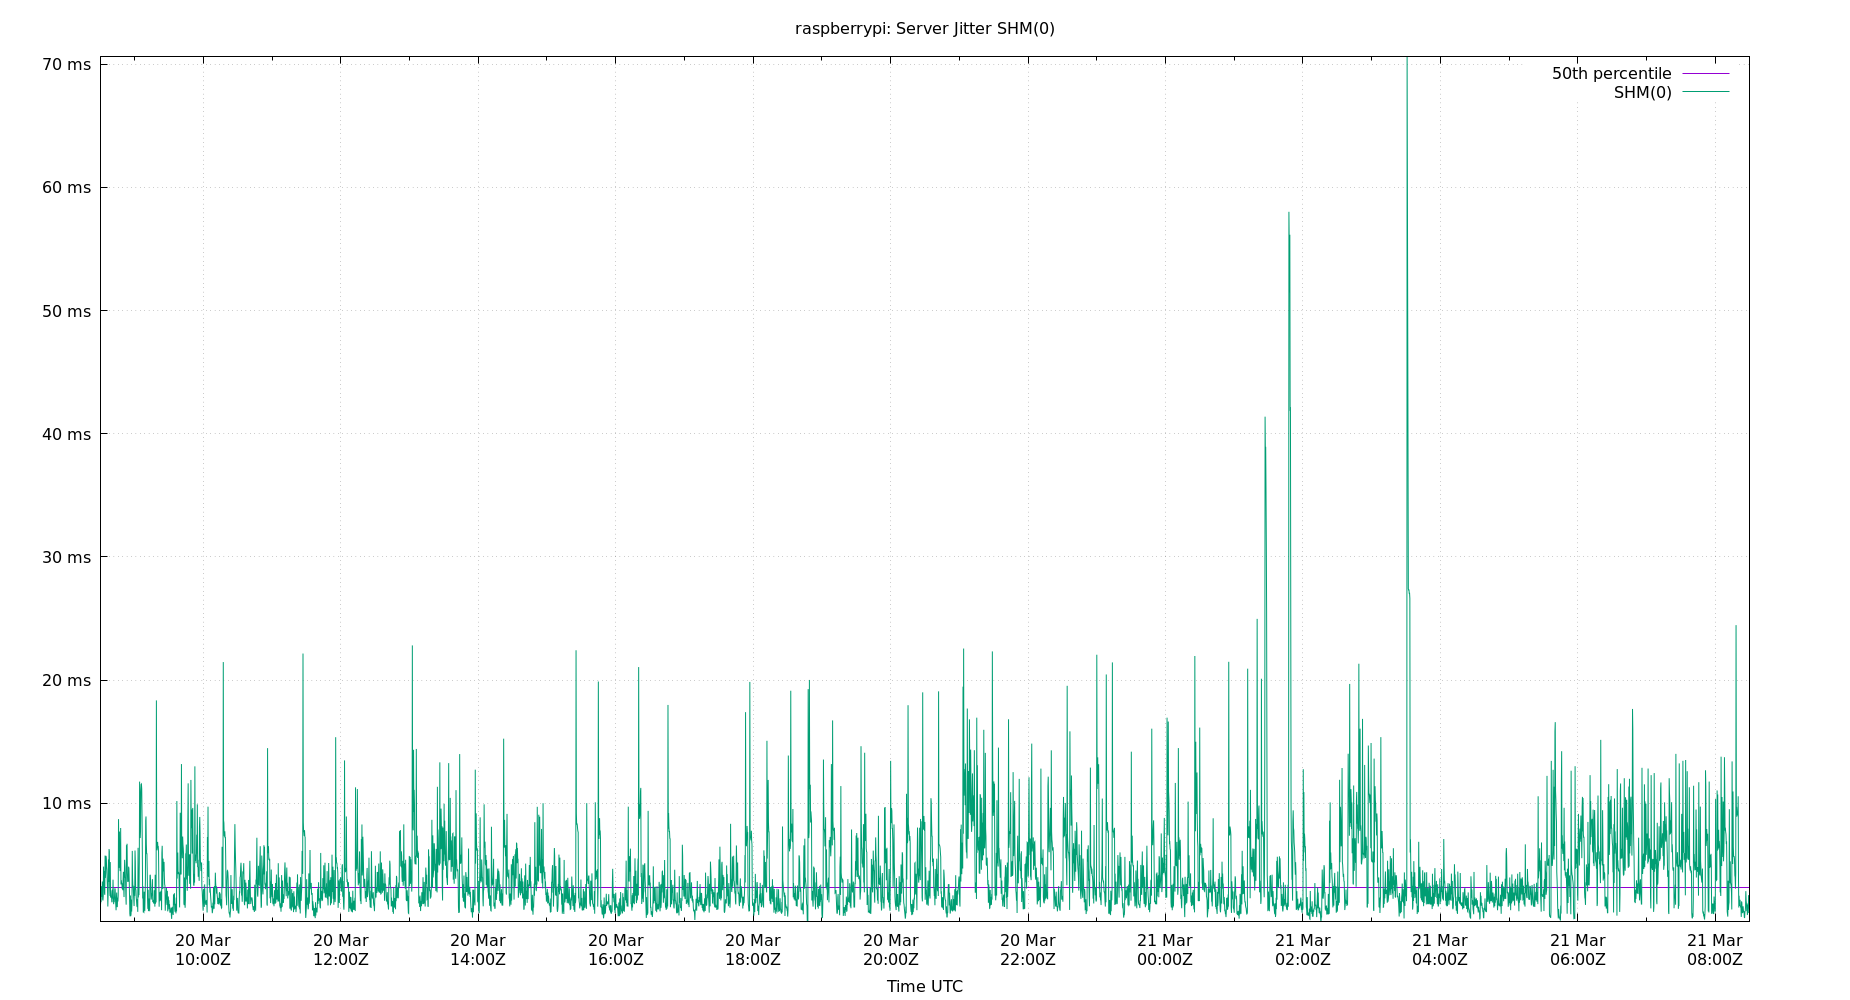 raspberrypi: Server Jitter SHM(0)
70 ms
60 ms
50 ms
40 ms
30 ms
20 ms
10 ms
50th percentile
SHM(0)
20 Mar 20 Mar 20 Mar 20 Mar 20 Mar 20 Mar 20 Mar 21 Mar 21 Mar 21 Mar 21 Mar 21 Mar
10:00Z 12:00Z 14:00Z 16:00Z 18:00Z 20:00Z 22:00Z 00:00Z 02:00Z 04:00Z 06:00Z 08:00Z
Time UTC